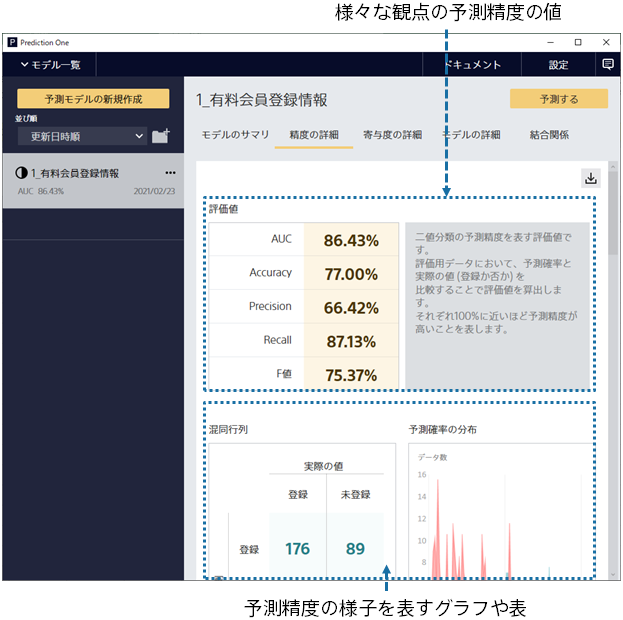 様々な観点の予測精度の値
P Prediction One
モデル一覧
ドキュメント
設定
予測モデルの新規作成
並び順
更新日時順
1_有料会員登録情報
AUC 86.43%
2021/02/23
1_有料会員登録情報
予測する
モデルのサマリ
精度の詳細
寄与度の詳細
モデルの詳細
結合関係
評価値
AUC 86.43%
Accuracy 77.00%
Precision 66.42%
Recall 87.13%
F値 75.37%
二値分類の予測精度を表す評価値で
す。
評価用データにおいて、予測確率と
実際の値 (登録か否か) を
比較することで評価値を算出しま
す。
それぞれ100%に近いほど予測精度が
高いことを表します。
混同行列
実際の値
登録 未登録
登録 176 89
予測確率の分布
データ数
16
14
12
10
8
予測精度の様子を表すグラフや表